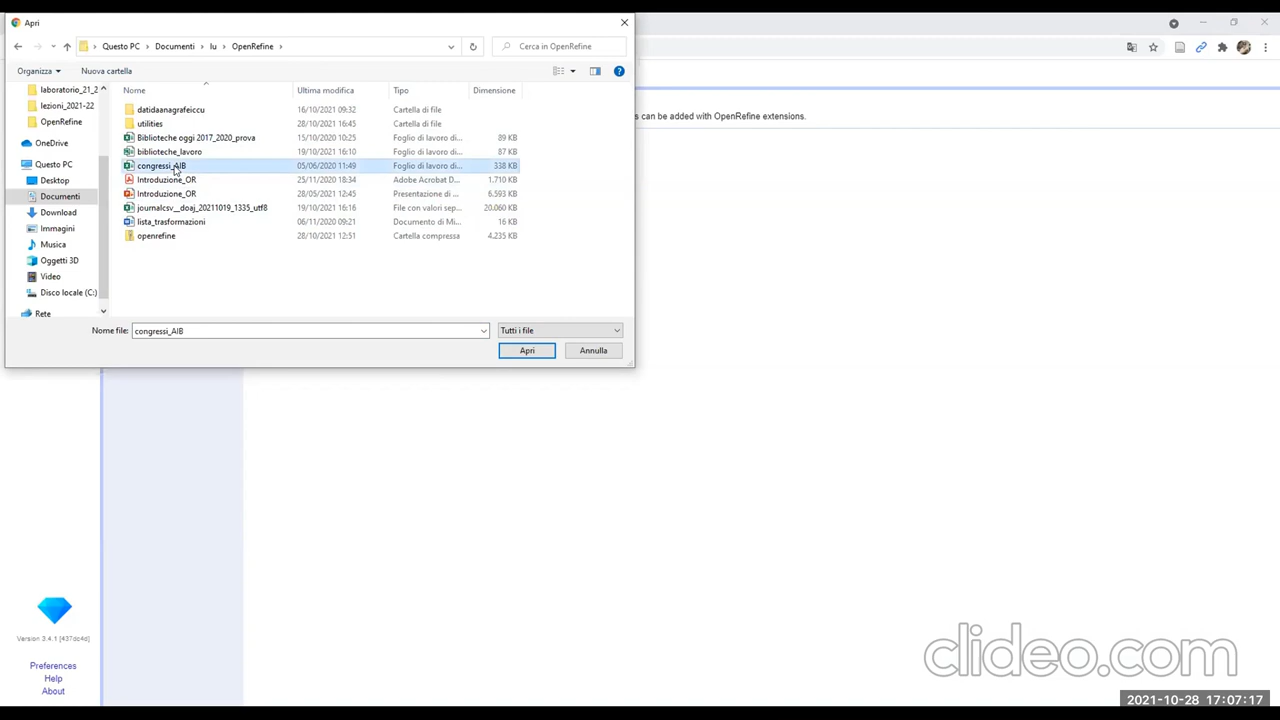 Apri
Questo PC > Documenti > lu > OpenRefine >
Cerca in OpenRefine
Organizza
Nuova cartella
laboratorio_21_2
lezioni_2021-22
OpenRefine
OneDrive
Questo PC
Desktop
Documenti
Download
Immagini
Musica
Oggetti 3D
Video
Disco locale (C:)
Rete
Nome Ultima modifica Tipo Dimensione
datidaanagrafeiccu 16/10/2021 09:32 Cartella di file
utilities 28/10/2021 16:45 Cartella di file
Biblioteche oggi 2017_2020_prova 15/10/2020 10:25 Foglio di lavoro di... 89 KB
biblioteche_lavoro 19/10/2021 16:10 Foglio di lavoro di... 87 KB
congressi_AIB 05/06/2020 11:49 Foglio di lavoro di... 338 KB
Introduzione_OR 25/11/2020 18:34 Adobe Acrobat D... 1.710 KB
Introduzione_OR 28/05/2021 12:45 Presentazione di ... 6.593 KB
journalcsv__doaj_20211019_1335_utf8 19/10/2021 16:16 File con valori sep... 20.060 KB
lista_trasformazioni 06/11/2020 09:21 Documento di Mi... 16 KB
openrefine 28/10/2021 12:51 Cartella compressa 4.235 KB
Nome file: congressi_AIB
Tutti i file
Apri
Annulla
s can be added with OpenRefine extensions.
Version 3.4.1 [437dc4d]
Preferences
Help
About
clideo.com
2021-10-28 17:07:17